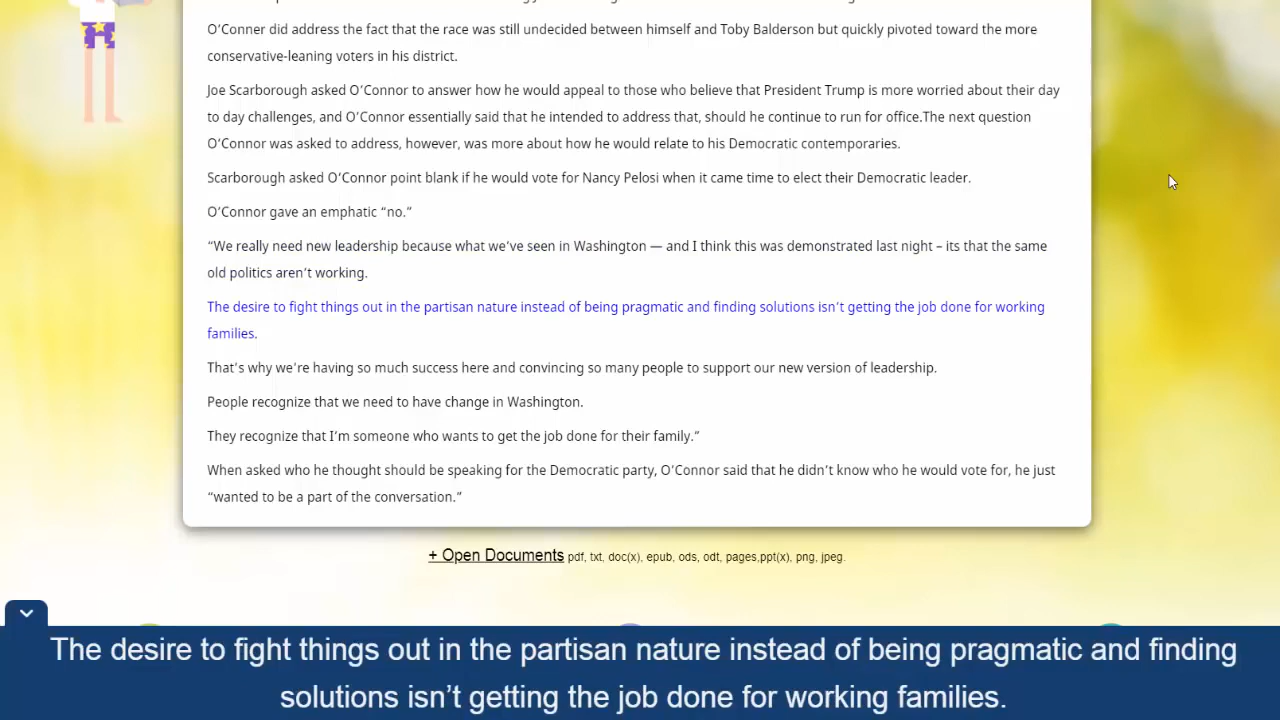 O’Conner did address the fact that the race was still undecided between himself and Toby Balderson but quickly pivoted toward the more
conservative-leaning voters in his district.
Joe Scarborough asked O’Connor to answer how he would appeal to those who believe that President Trump is more worried about their day
to day challenges, and O’Connor essentially said that he intended to address that, should he continue to run for office.The next question
O’Connor was asked to address, however, was more about how he would relate to his Democratic contemporaries.
Scarborough asked O’Connor point blank if he would vote for Nancy Pelosi when it came time to elect their Democratic leader.
O’Connor gave an emphatic “no.”
“We really need new leadership because what we’ve seen in Washington — and I think this was demonstrated last night – its that the same
old politics aren’t working.
The desire to fight things out in the partisan nature instead of being pragmatic and finding solutions isn’t getting the job done for working
families.
That’s why we’re having so much success here and convincing so many people to support our new version of leadership.
People recognize that we need to have change in Washington.
They recognize that I’m someone who wants to get the job done for their family.”
When asked who he thought should be speaking for the Democratic party, O’Connor said that he didn’t know who he would vote for, he just
“wanted to be a part of the conversation.”
+ Open Documents pdf, txt, doc(x), epub, ods, odt, pages,ppt(x), png, jpeg.
The desire to fight things out in the partisan nature instead of being pragmatic and finding
solutions isn’t getting the job done for working families.